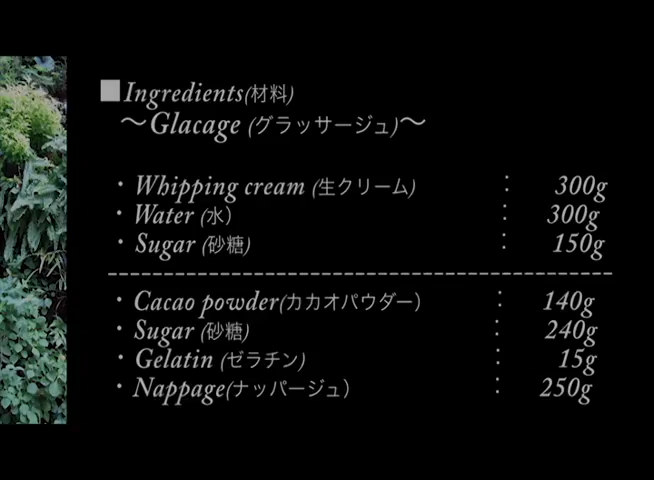 ■Ingredients(材料)
〜Glacage (グラッサージュ)〜
・Whipping cream (生クリーム) : 300g
・Water (水) : 300g
・Sugar (砂糖) : 150g
・Cacao powder(カカオパウダー) : 140g
・Sugar (砂糖) : 240g
・Gelatin (ゼラチン) : 15g
・Nappage(ナッパージュ) : 250g